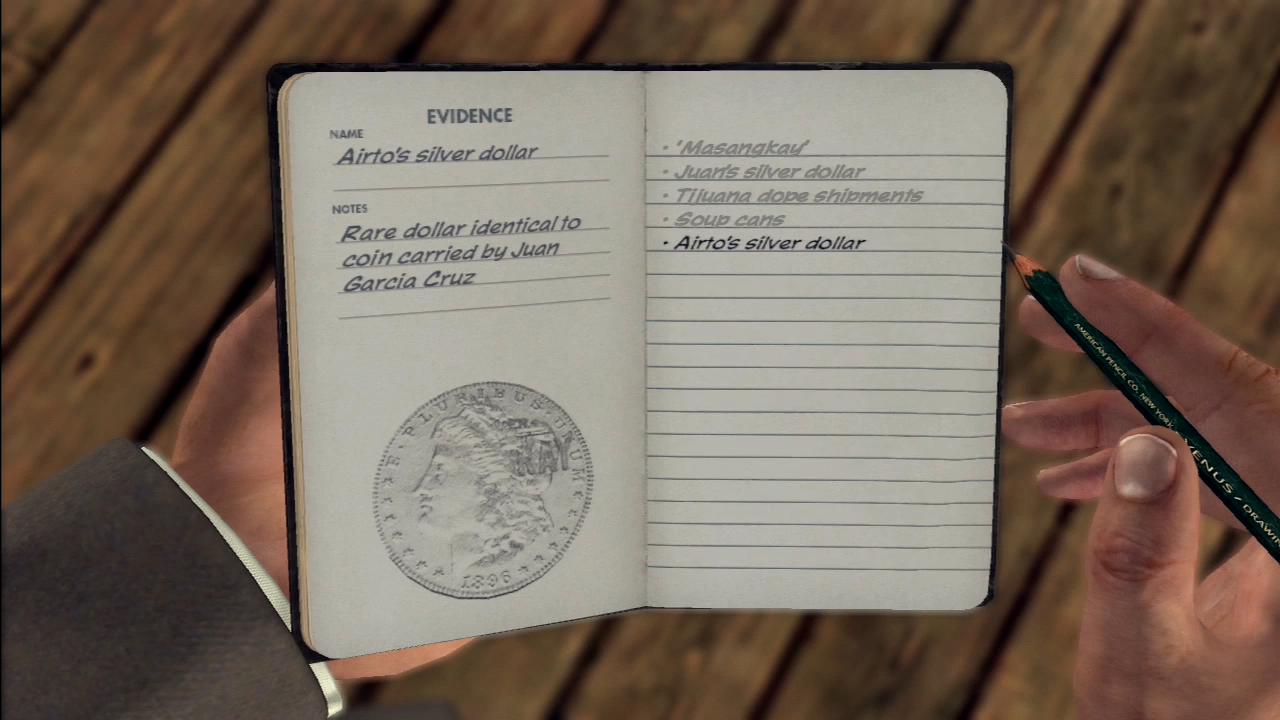 EVIDENCE
NAME
Airto's silver dollar
NOTES
Rare dollar identical to
coin carried by Juan
Garcia Cruz
E·PLURIBUS·UNUM
1896
• 'Masangkay'
• Juan's silver dollar
• Tijuana dope shipments
• Soup cans
• Airto's silver dollar
AMERICAN PENCIL CO. NEW YORK VENUS / DRAWIN